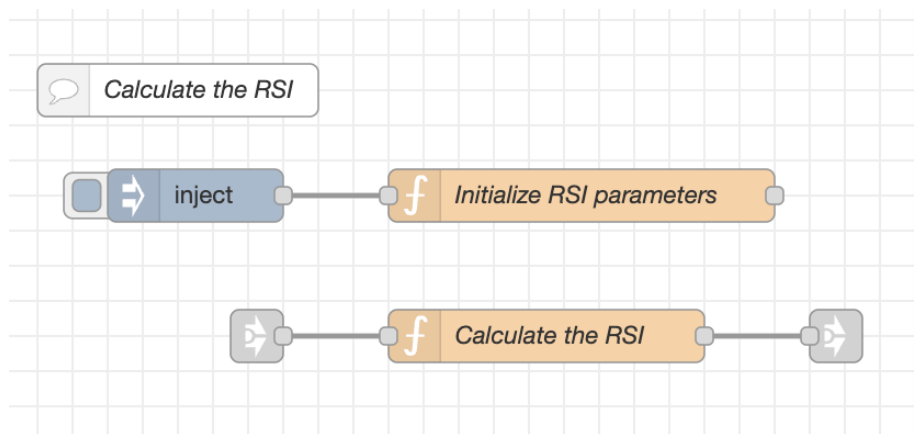 Calculate the RSI
inject
Initialize RSI parameters
Calculate the RSI